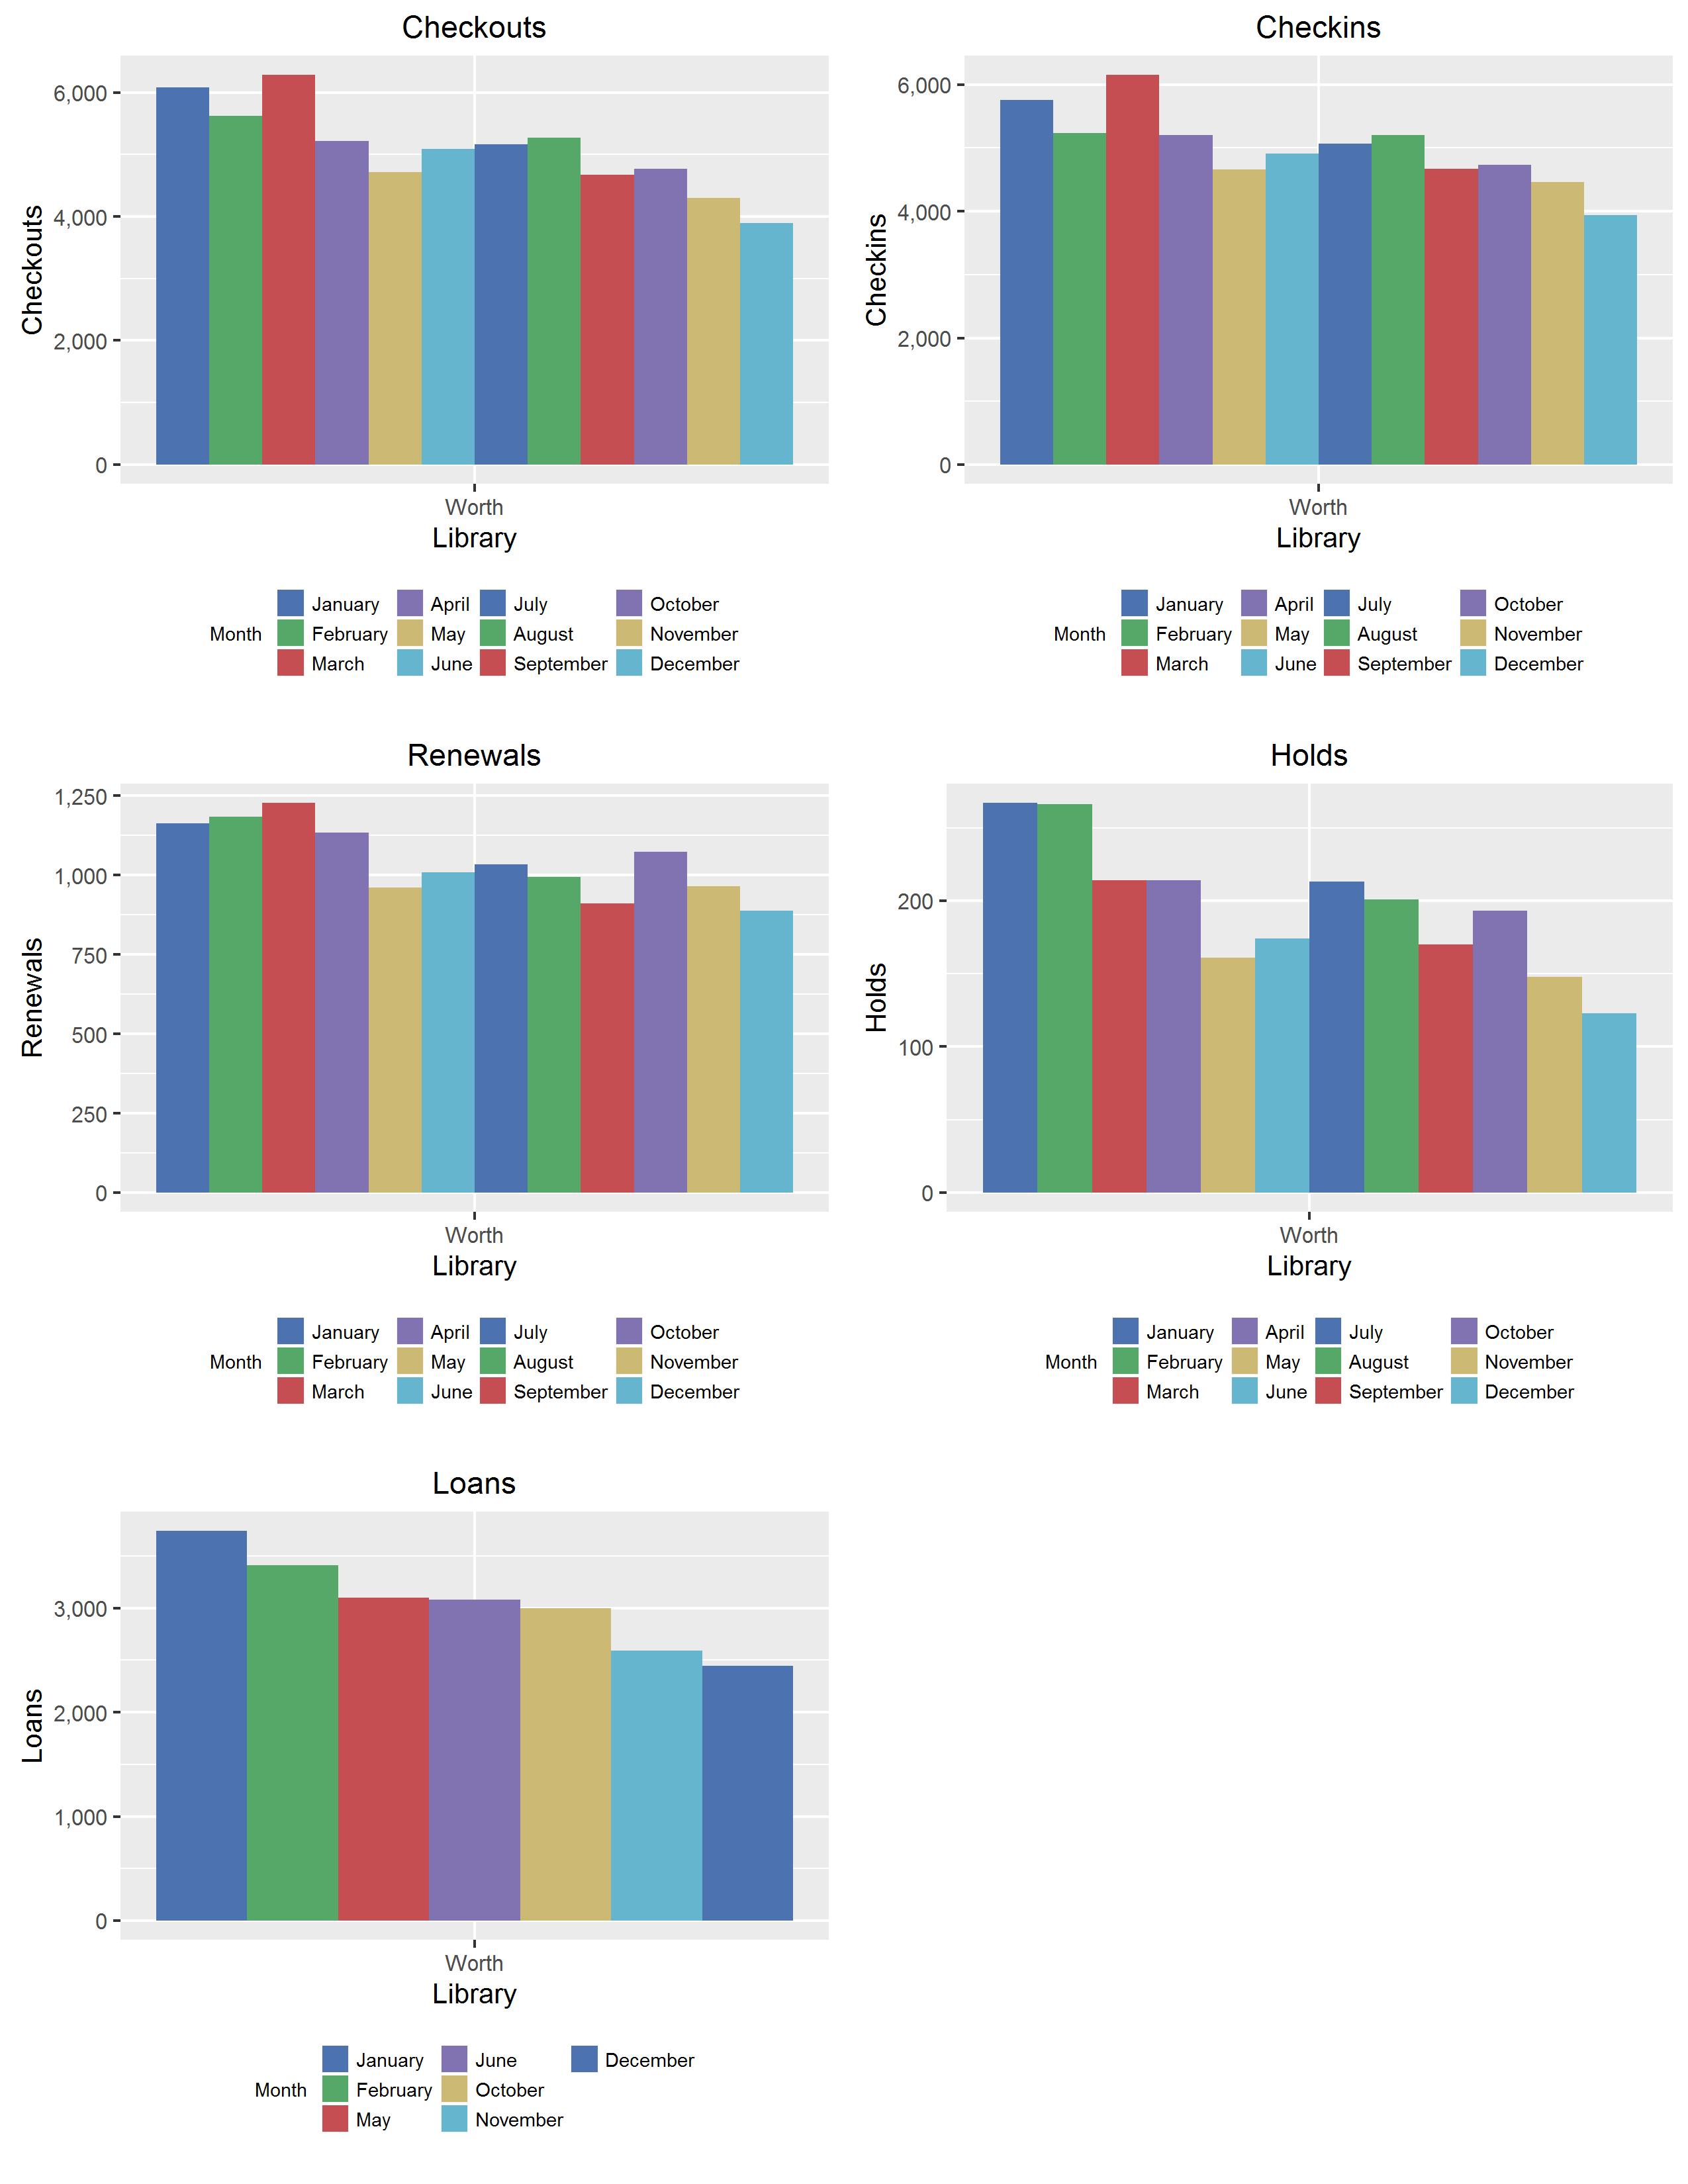 Checkouts
Checkouts
6,000
4,000
2,000
0
Worth
Library
Month
January April July October
February May August November
March June September December
Checkins
Checkins
6,000
4,000
2,000
0
Worth
Library
Month
January April July October
February May August November
March June September December
Renewals
Renewals
1,250
1,000
750
500
250
0
Worth
Library
Month
January April July October
February May August November
March June September December
Holds
Holds
200
100
0
Worth
Library
Month
January April July October
February May August November
March June September December
Loans
Loans
3,000
2,000
1,000
0
Worth
Library
Month
January June December
February October
May November